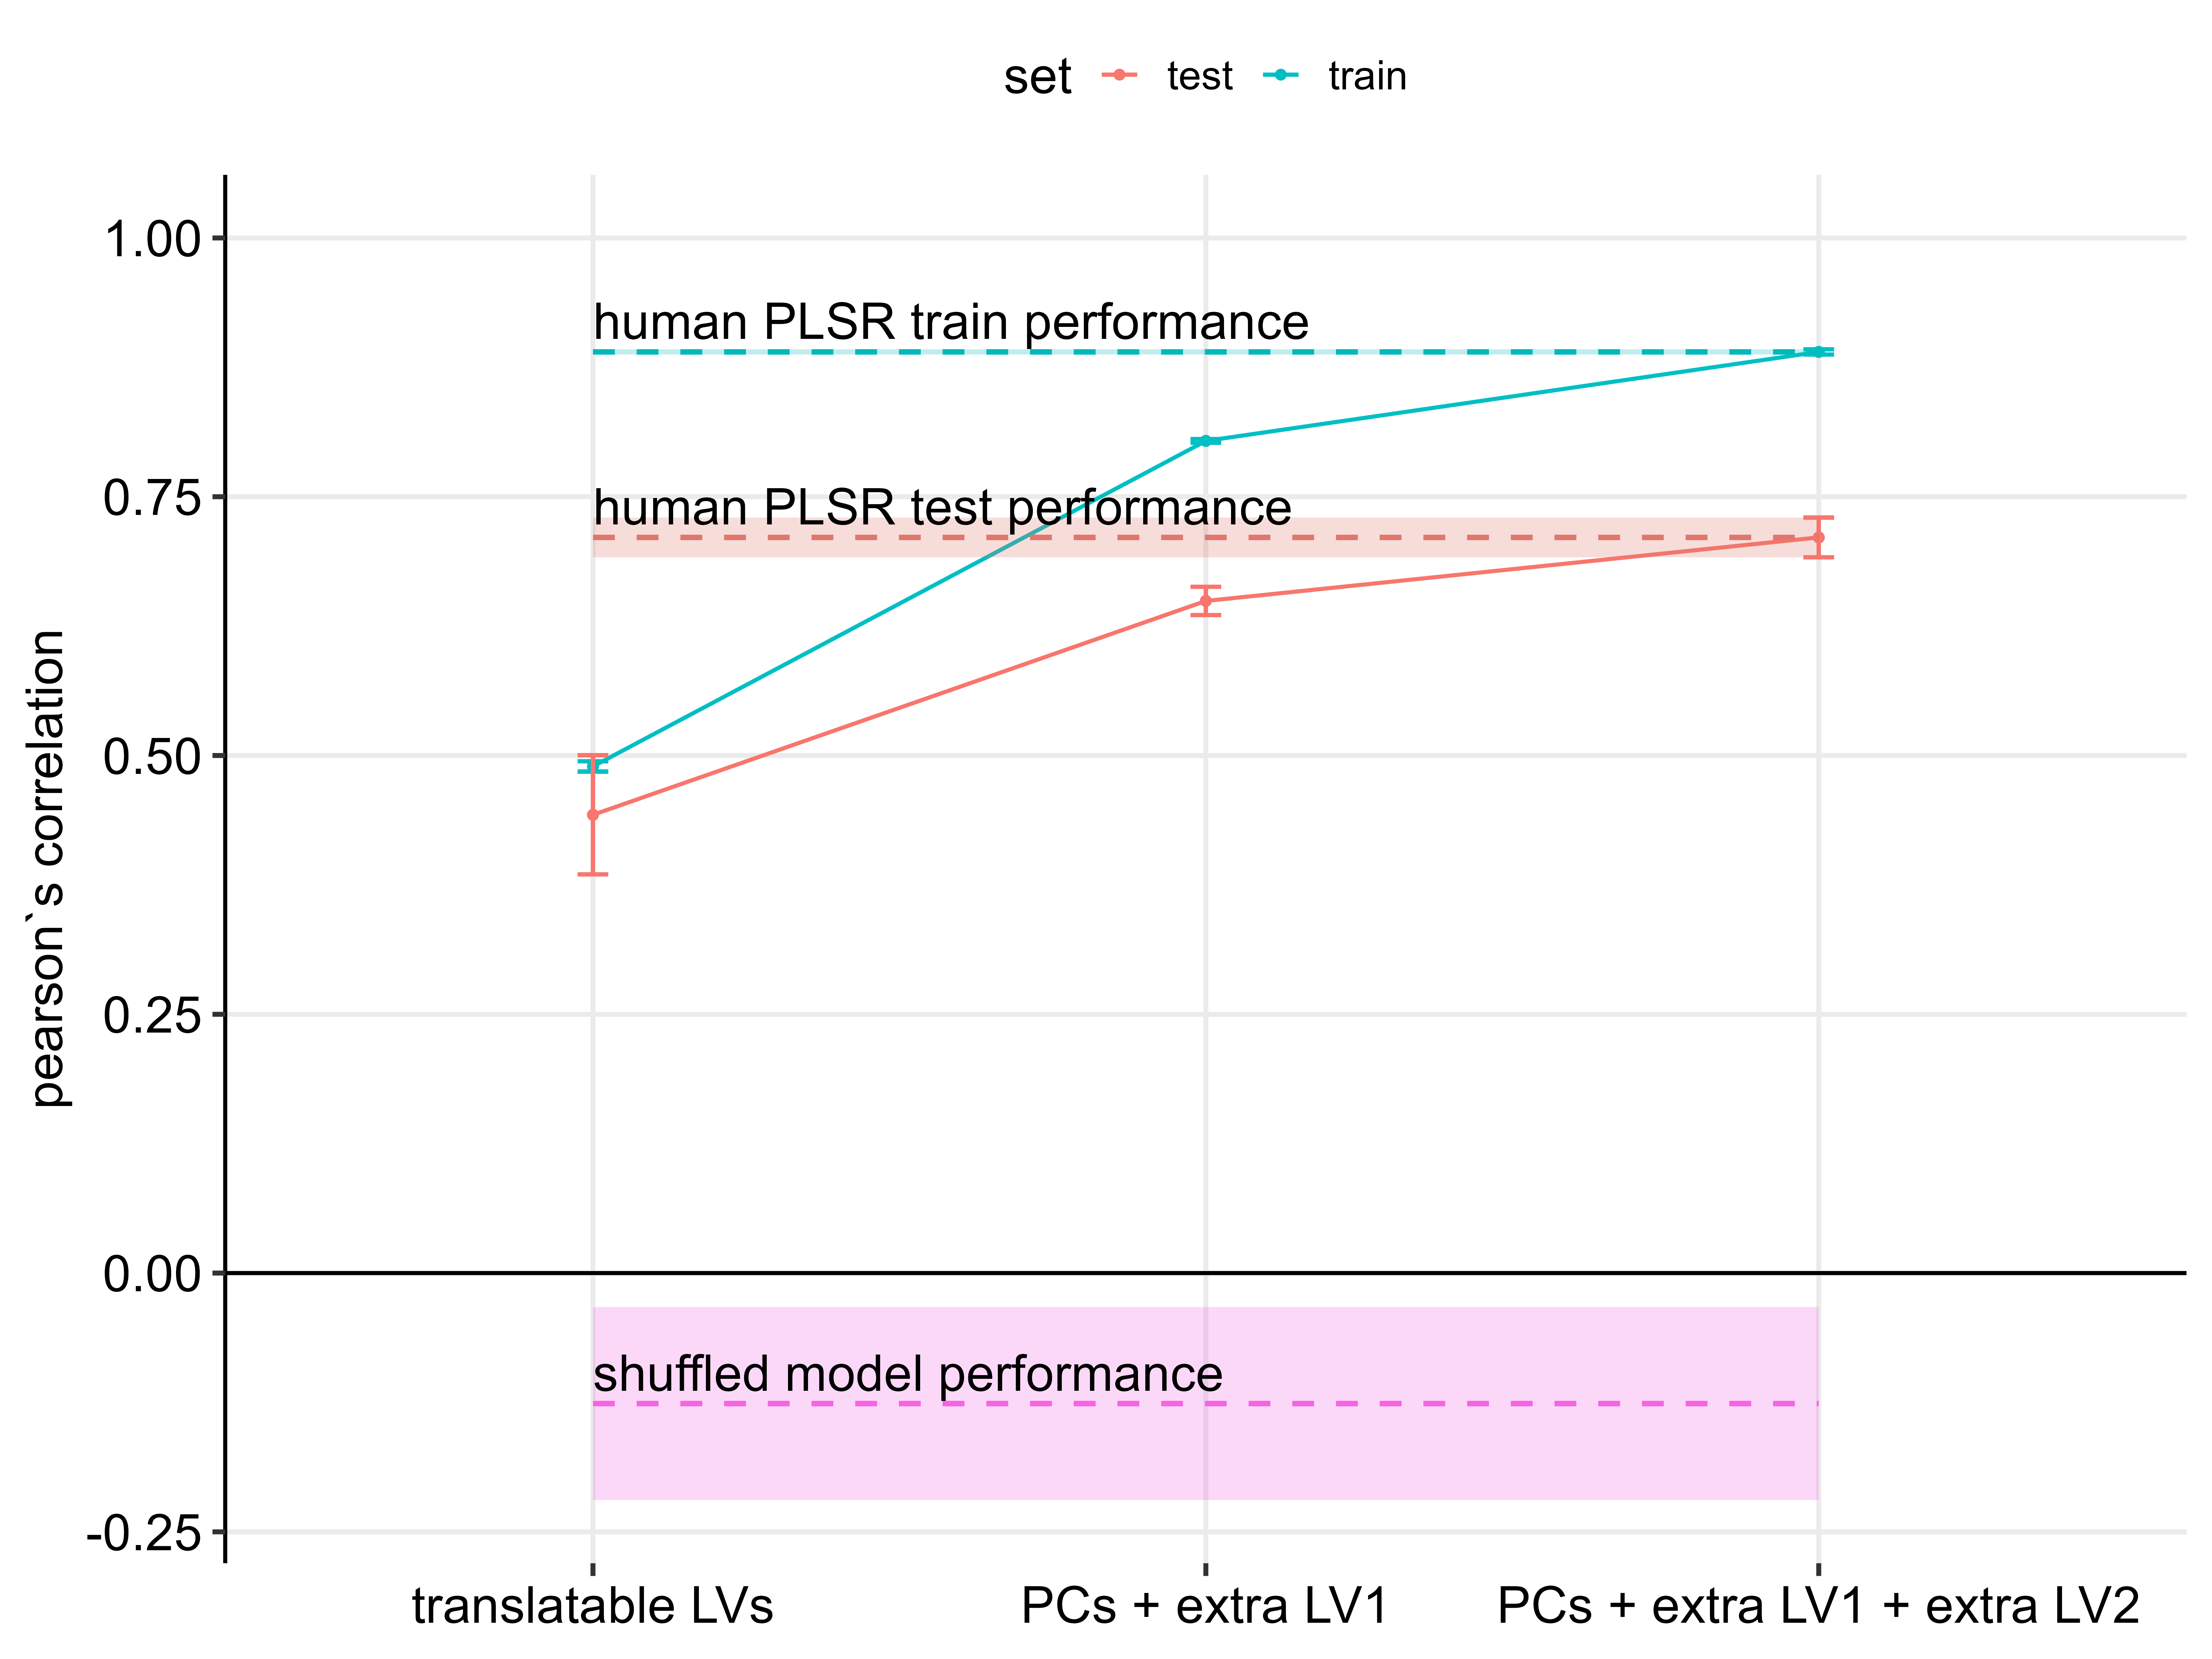 set test train
1.00
human PLSR train performance
0.75
human PLSR test performance
0.50
pearson`s correlation
0.25
0.00
shuffled model performance
-0.25
translatable LVs
PCs + extra LV1
PCs + extra LV1 + extra LV2